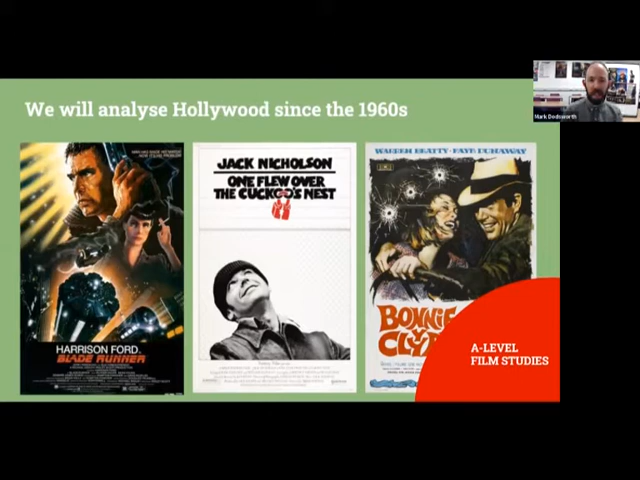 We will analyse Hollywood since the 1960s
Mark Dodsworth
HARRISON FORD
BLADE RUNNER
JACK NICHOLSON
ONE FLEW OVER
THE CUCKOO'S NEST
WARREN BEATTY · FAYE DUNAWAY
BONNIE
CLY
A-LEVEL
FILM STUDIES